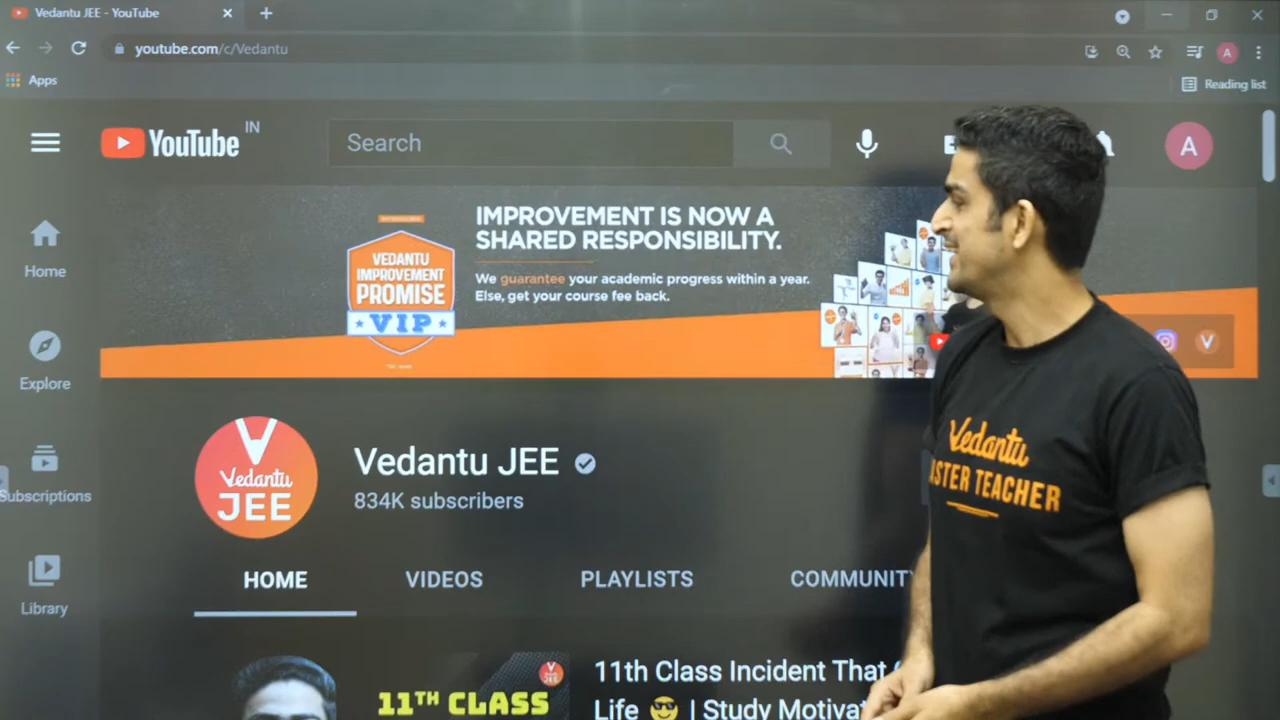 Vedantu JEE - YouTube
youtube.com/c/Vedantu
Apps
Reading list
YouTube IN
Search
A
A
Home
Explore
Subscriptions
Library
VEDANTU
IMPROVEMENT
PROMISE
VIP
IMPROVEMENT IS NOW A
SHARED RESPONSIBILITY.
We guarantee your academic progress within a year.
Else, get your course fee back.
Vedantu
JEE
Vedantu JEE
834K subscribers
HOME
VIDEOS
PLAYLISTS
COMMUNITY
11TH CLASS
11th Class Incident That
Life 😎 | Study Motivat
Vedantu
STER TEACHER